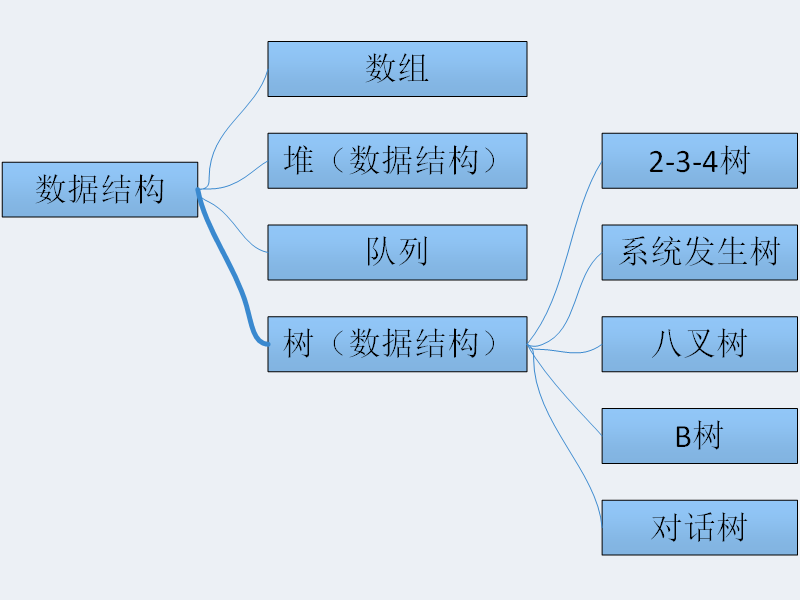 数据结构
数组
堆（数据结构）
队列
树（数据结构）
2-3-4树
系统发生树
八叉树
B树
对话树